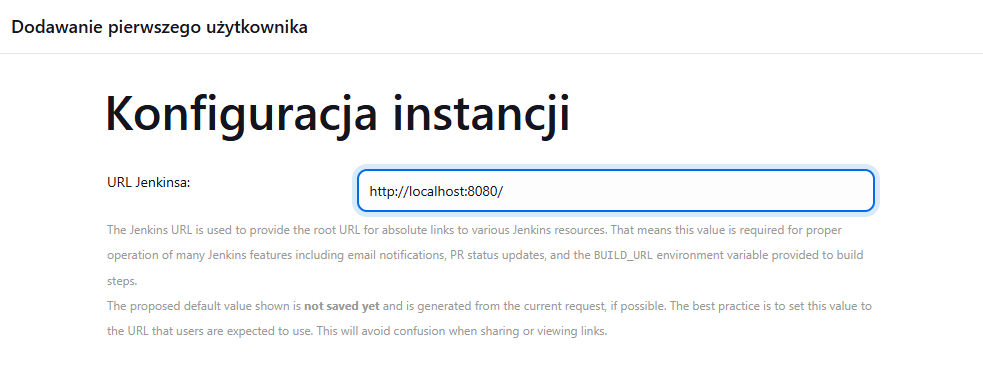 Dodawanie pierwszego użytkownika
Konfiguracja instancji
URL Jenkinsa:
http://localhost:8080/
The Jenkins URL is used to provide the root URL for absolute links to various Jenkins resources. That means this value is required for proper
operation of many Jenkins features including email notifications, PR status updates, and the BUILD_URL environment variable provided to build
steps.
The proposed default value shown is not saved yet and is generated from the current request, if possible. The best practice is to set this value to
the URL that users are expected to use. This will avoid confusion when sharing or viewing links.